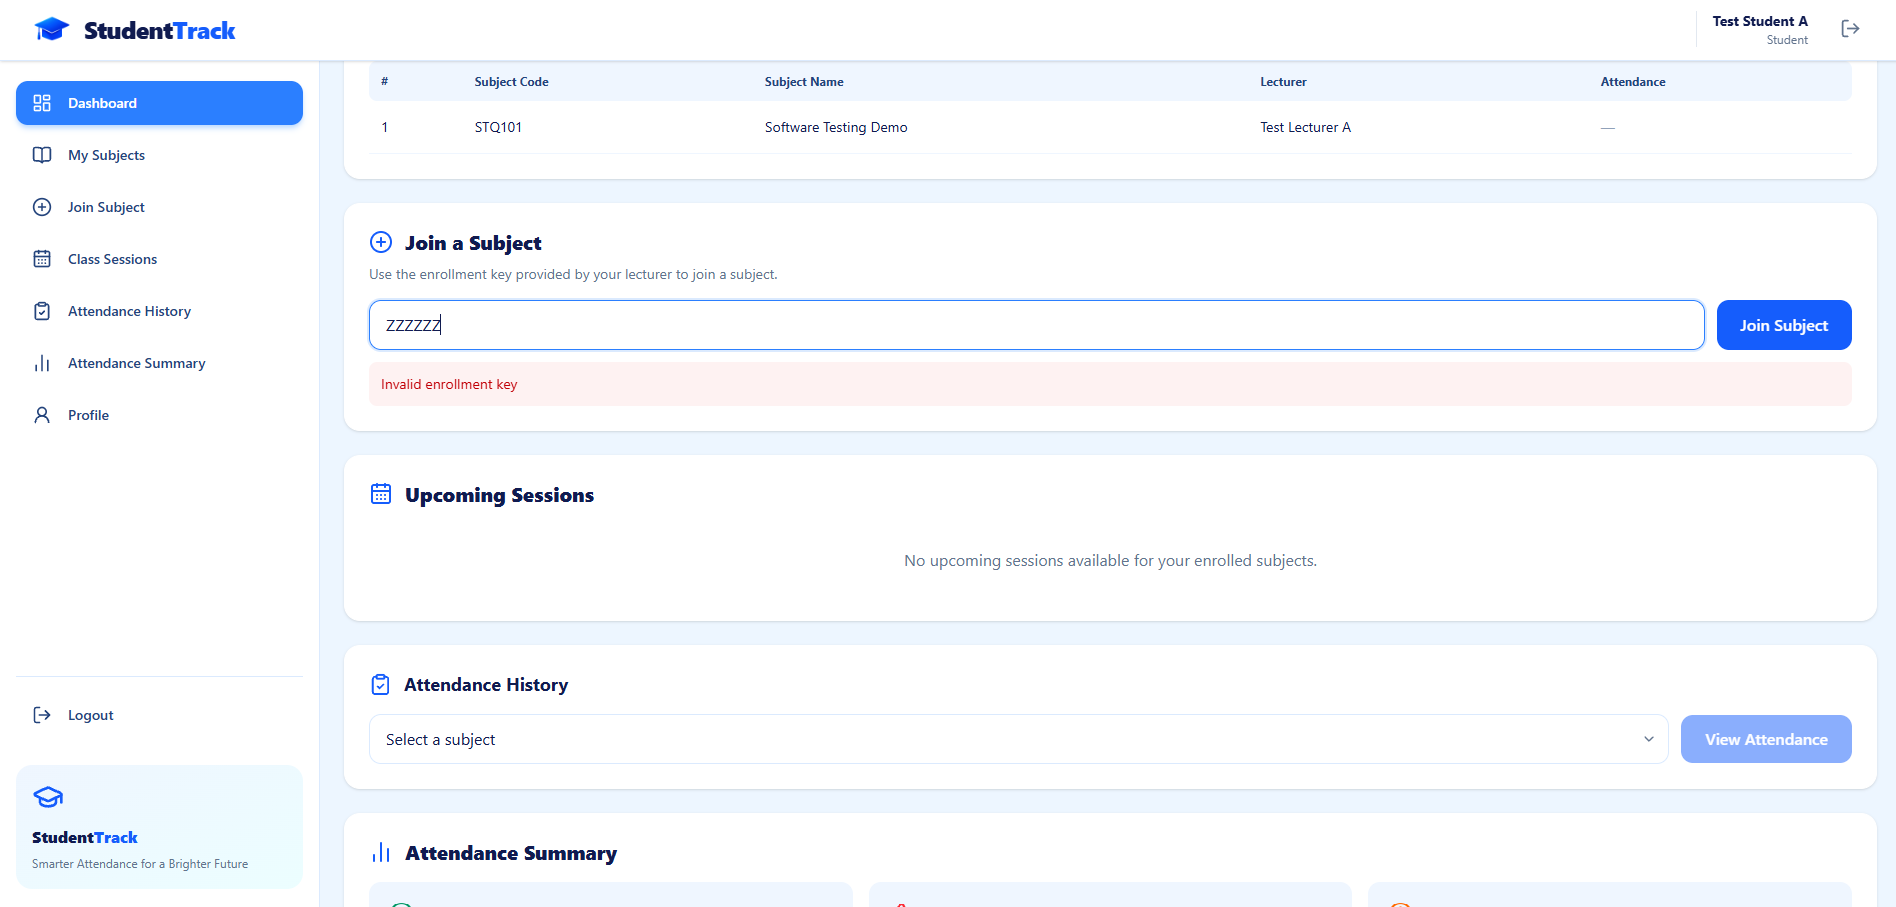 StudentTrack
Test Student A
Student
Dashboard
My Subjects
Join Subject
Class Sessions
Attendance History
Attendance Summary
Profile
Logout
StudentTrack
Smarter Attendance for a Brighter Future
# Subject Code Subject Name Lecturer Attendance
1 STQ101 Software Testing Demo Test Lecturer A —
Join a Subject
Use the enrollment key provided by your lecturer to join a subject.
ZZZZZZ
Join Subject
Invalid enrollment key
Upcoming Sessions
No upcoming sessions available for your enrolled subjects.
Attendance History
Select a subject
View Attendance
Attendance Summary